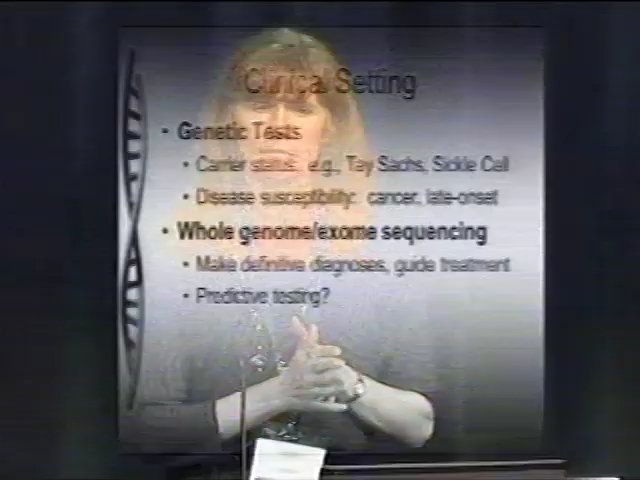 Clinical Setting
• Genetic Tests
• Carrier status, e.g., Tay Sachs, Sickle Cell
• Disease susceptibility: cancer, late-onset
• Whole genome/exome sequencing
• Make definitive diagnoses, guide treatment
• Predictive testing?